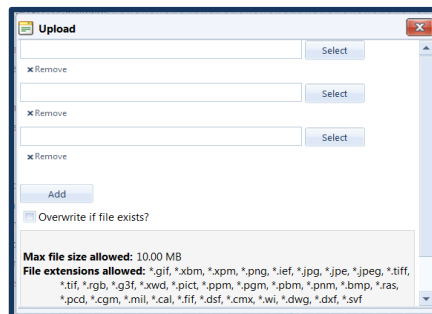 Upload
Select
Remove
Select
Remove
Select
Remove
Add
Overwrite if file exists?
Max file size allowed: 10.00 MB
File extensions allowed: *.gif, *.xbm, *.xpm, *.png, *.ief, *.jpg, *.jpe, *.jpeg, *.tiff,
*.tif, *.rgb, *.g3f, *.xwd, *.pict, *.ppm, *.pgm, *.pbm, *.pnm, *.bmp, *.ras,
*.pcd, *.cgm, *.mil, *.cal, *.fif, *.dsf, *.cmx, *.wi, *.dwg, *.dxf, *.svf